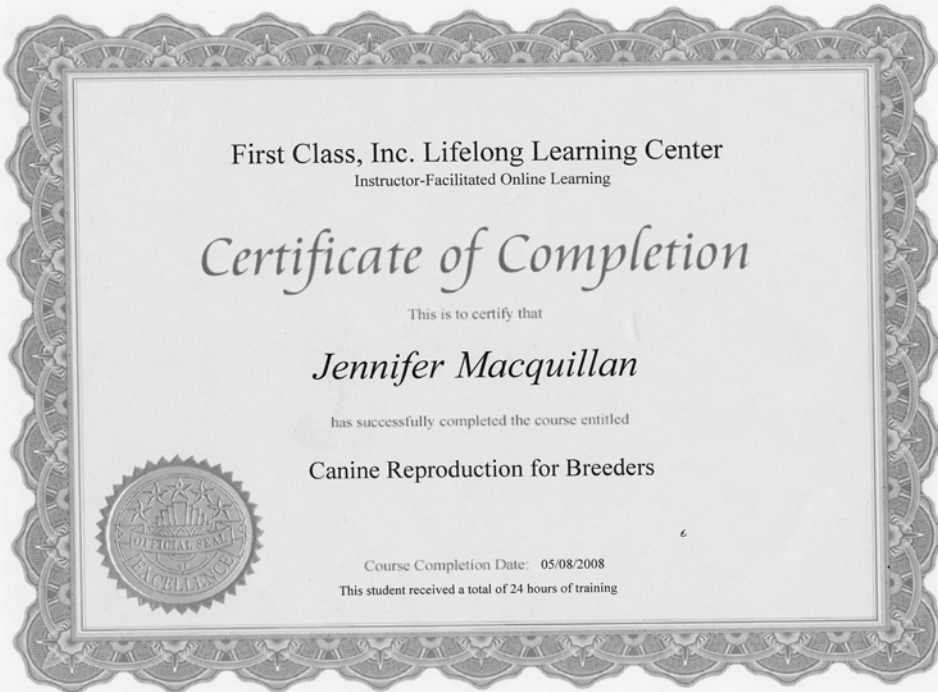 First Class, Inc. Lifelong Learning Center
Instructor-Facilitated Online Learning
Certificate of Completion
This is to certify that
Jennifer Macquillan
has successfully completed the course entitled
Canine Reproduction for Breeders
OFFICIAL SEAL
OF
EXCELLENCE
Course Completion Date: 05/08/2008
This student received a total of 24 hours of training